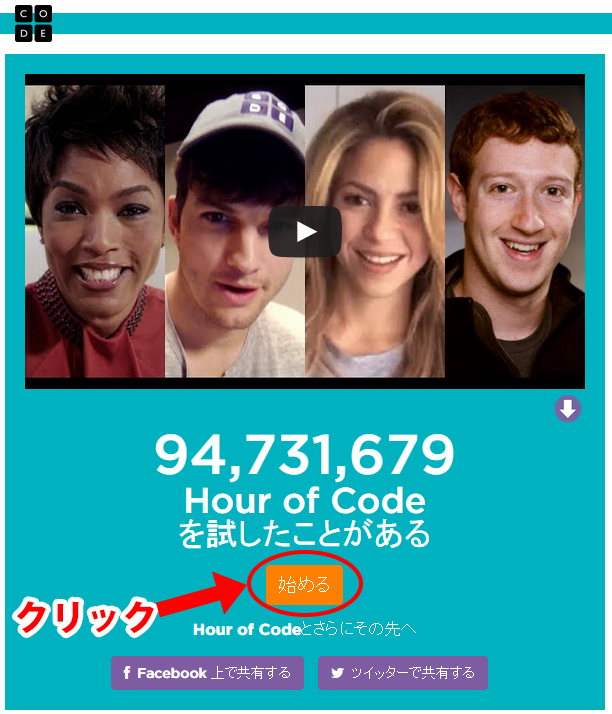 C O
D E
94,731,679
Hour of Code
を試したことがある
始める
クリック
Hour of Codeとさらにその先へ
Facebook 上で共有する
ツイッターで共有する